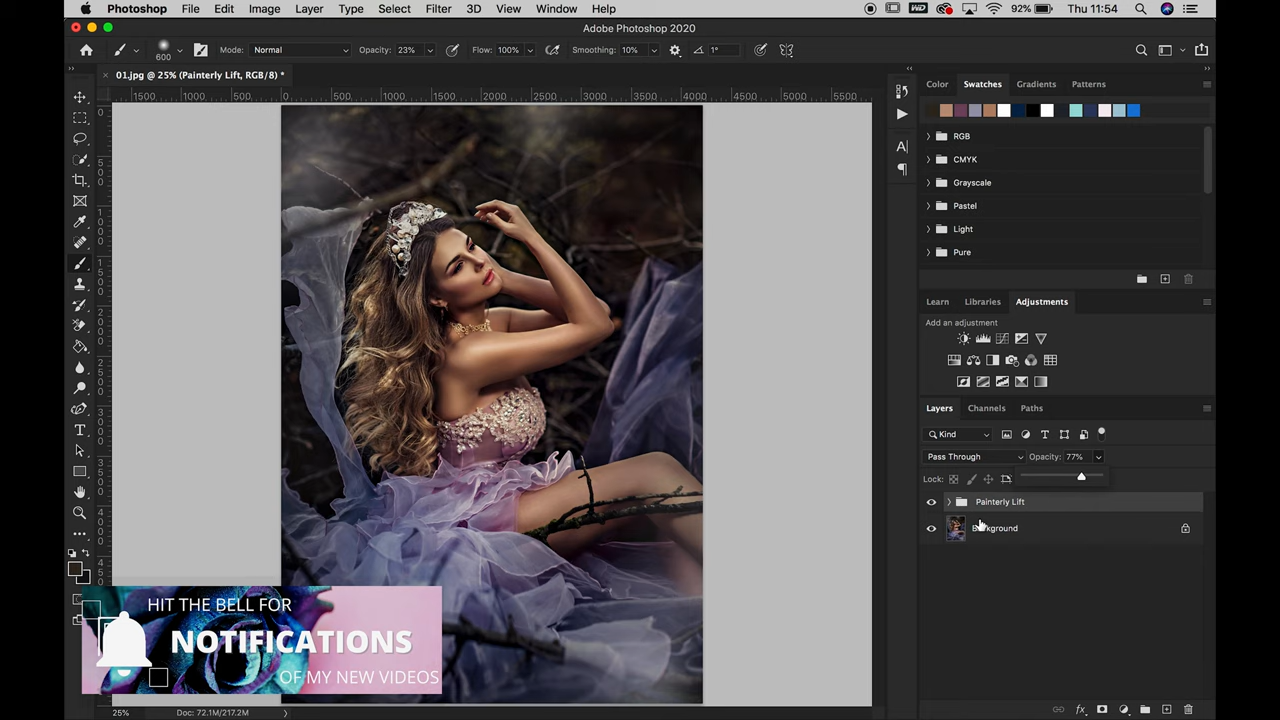 Photoshop File Edit Image Layer Type Select Filter 3D View Window Help 92% Thu 11:54
Adobe Photoshop 2020
600 Mode: Normal Opacity: 23% Flow: 100% Smoothing: 10% 1°
01.jpg @ 25% (Painterly Lift, RGB/8) *
1500 1000 500 0 500 1000 1500 2000 2500 3000 3500 4000 4500 5000 5500
Color Swatches Gradients Patterns
RGB
CMYK
Grayscale
Pastel
Light
Pure
Learn Libraries Adjustments
Add an adjustment
Layers Channels Paths
Kind
Pass Through Opacity: 77%
Lock:
Painterly Lift
Background
HIT THE BELL FOR
NOTIFICATIONS
OF MY NEW VIDEOS
25% Doc: 72.1M/217.2M